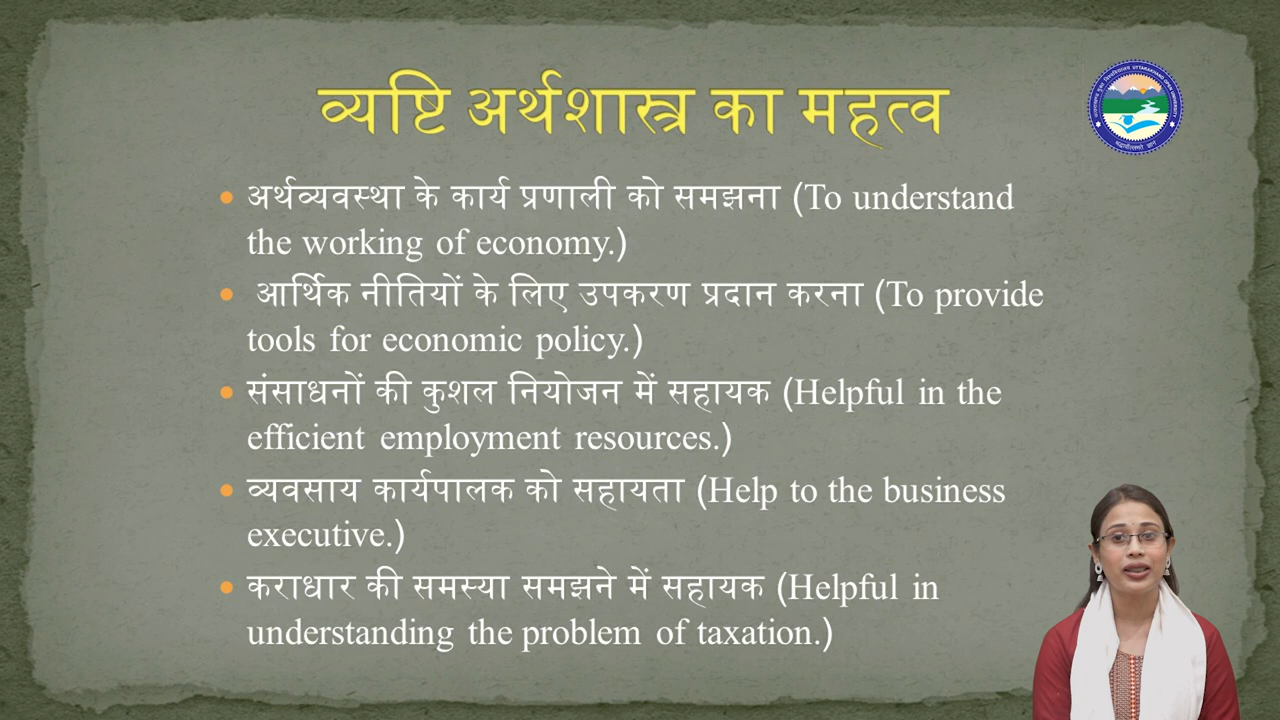 व्यष्टि अर्थशास्त्र का महत्व
UTTARAKHAND OPEN UNIVERSITY
• अर्थव्यवस्था के कार्य प्रणाली को समझना (To understand
the working of economy.)
• आर्थिक नीतियों के लिए उपकरण प्रदान करना (To provide
tools for economic policy.)
• संसाधनों की कुशल नियोजन में सहायक (Helpful in the
efficient employment resources.)
• व्यवसाय कार्यपालक को सहायता (Help to the business
executive.)
• कराधार की समस्या समझने में सहायक (Helpful in
understanding the problem of taxation.)